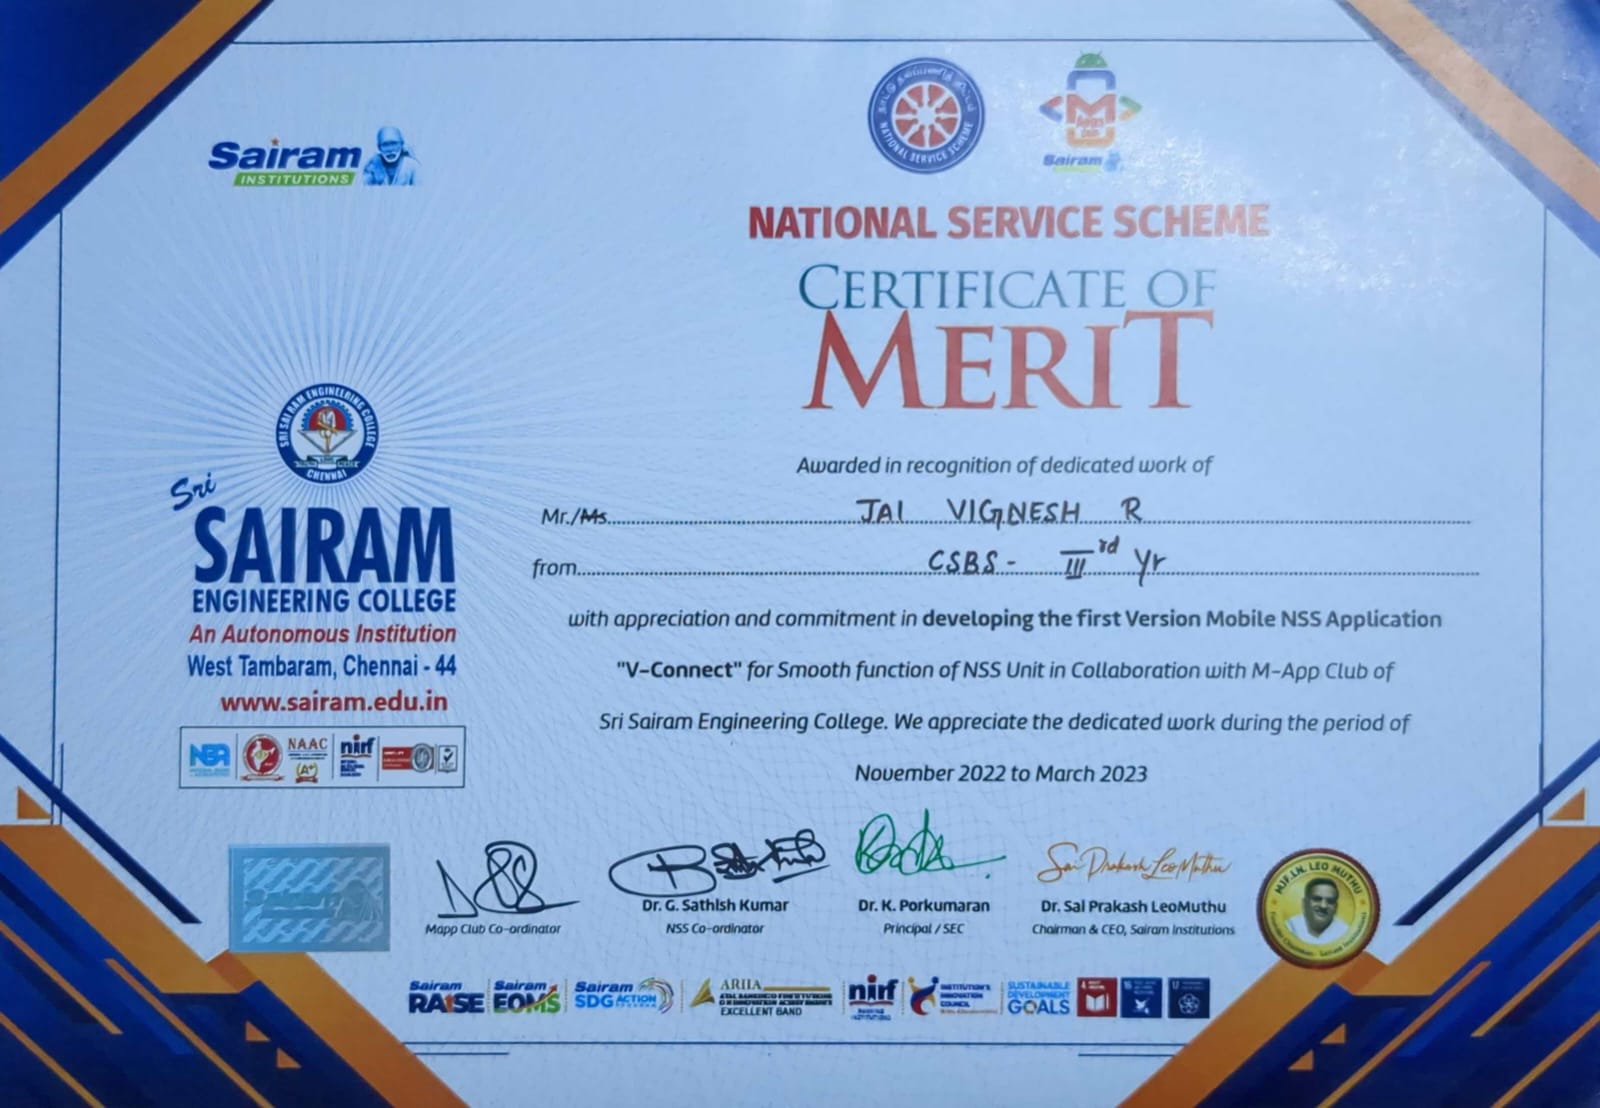 Sairam
INSTITUTIONS
நாட்டு நலப்பணித் திட்டம்
NATIONAL SERVICE SCHEME
M
Apps
Club
Sairam
NATIONAL SERVICE SCHEME
CERTIFICATE OF
MERIT
SRI SAI RAM ENGINEERING COLLEGE
CHENNAI
Sri
SAIRAM
ENGINEERING COLLEGE
An Autonomous Institution
West Tambaram, Chennai - 44
www.sairam.edu.in
NBA
NAAC
A+
nirf
Awarded in recognition of dedicated work of
Mr./Ms. JAI VIGNESH R
from CSBS - III rd Yr
with appreciation and commitment in developing the first Version Mobile NSS Application
"V-Connect" for Smooth function of NSS Unit in Collaboration with M-App Club of
Sri Sairam Engineering College. We appreciate the dedicated work during the period of
November 2022 to March 2023
Sai Prakash LeoMuthu
Mapp Club Co-ordinator
Dr. G. Sathish Kumar
NSS Co-ordinator
Dr. K. Porkumaran
Principal / SEC
Dr. Sai Prakash LeoMuthu
Chairman & CEO, Sairam Institutions
MJF. LN. LEO MUTHU
Sairam
RAISE
Sairam
EOMS
Sairam
SDG ACTION
ARIIA
EXCELLENT BAND
nirf
INSTITUTION'S
INNOVATION
COUNCIL
SUSTAINABLE
DEVELOPMENT
GOALS